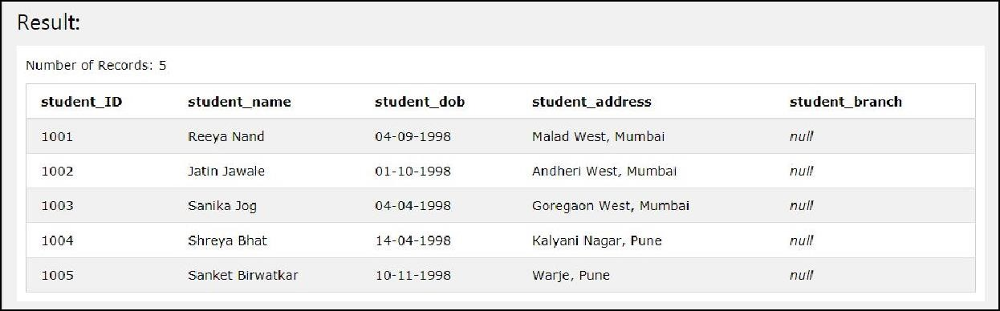 Result:
Number of Records: 5
student_ID student_name student_dob student_address student_branch
1001 Reeya Nand 04-09-1998 Malad West, Mumbai null
1002 Jatin Jawale 01-10-1998 Andheri West, Mumbai null
1003 Sanika Jog 04-04-1998 Goregaon West, Mumbai null
1004 Shreya Bhat 14-04-1998 Kalyani Nagar, Pune null
1005 Sanket Birwatkar 10-11-1998 Warje, Pune null